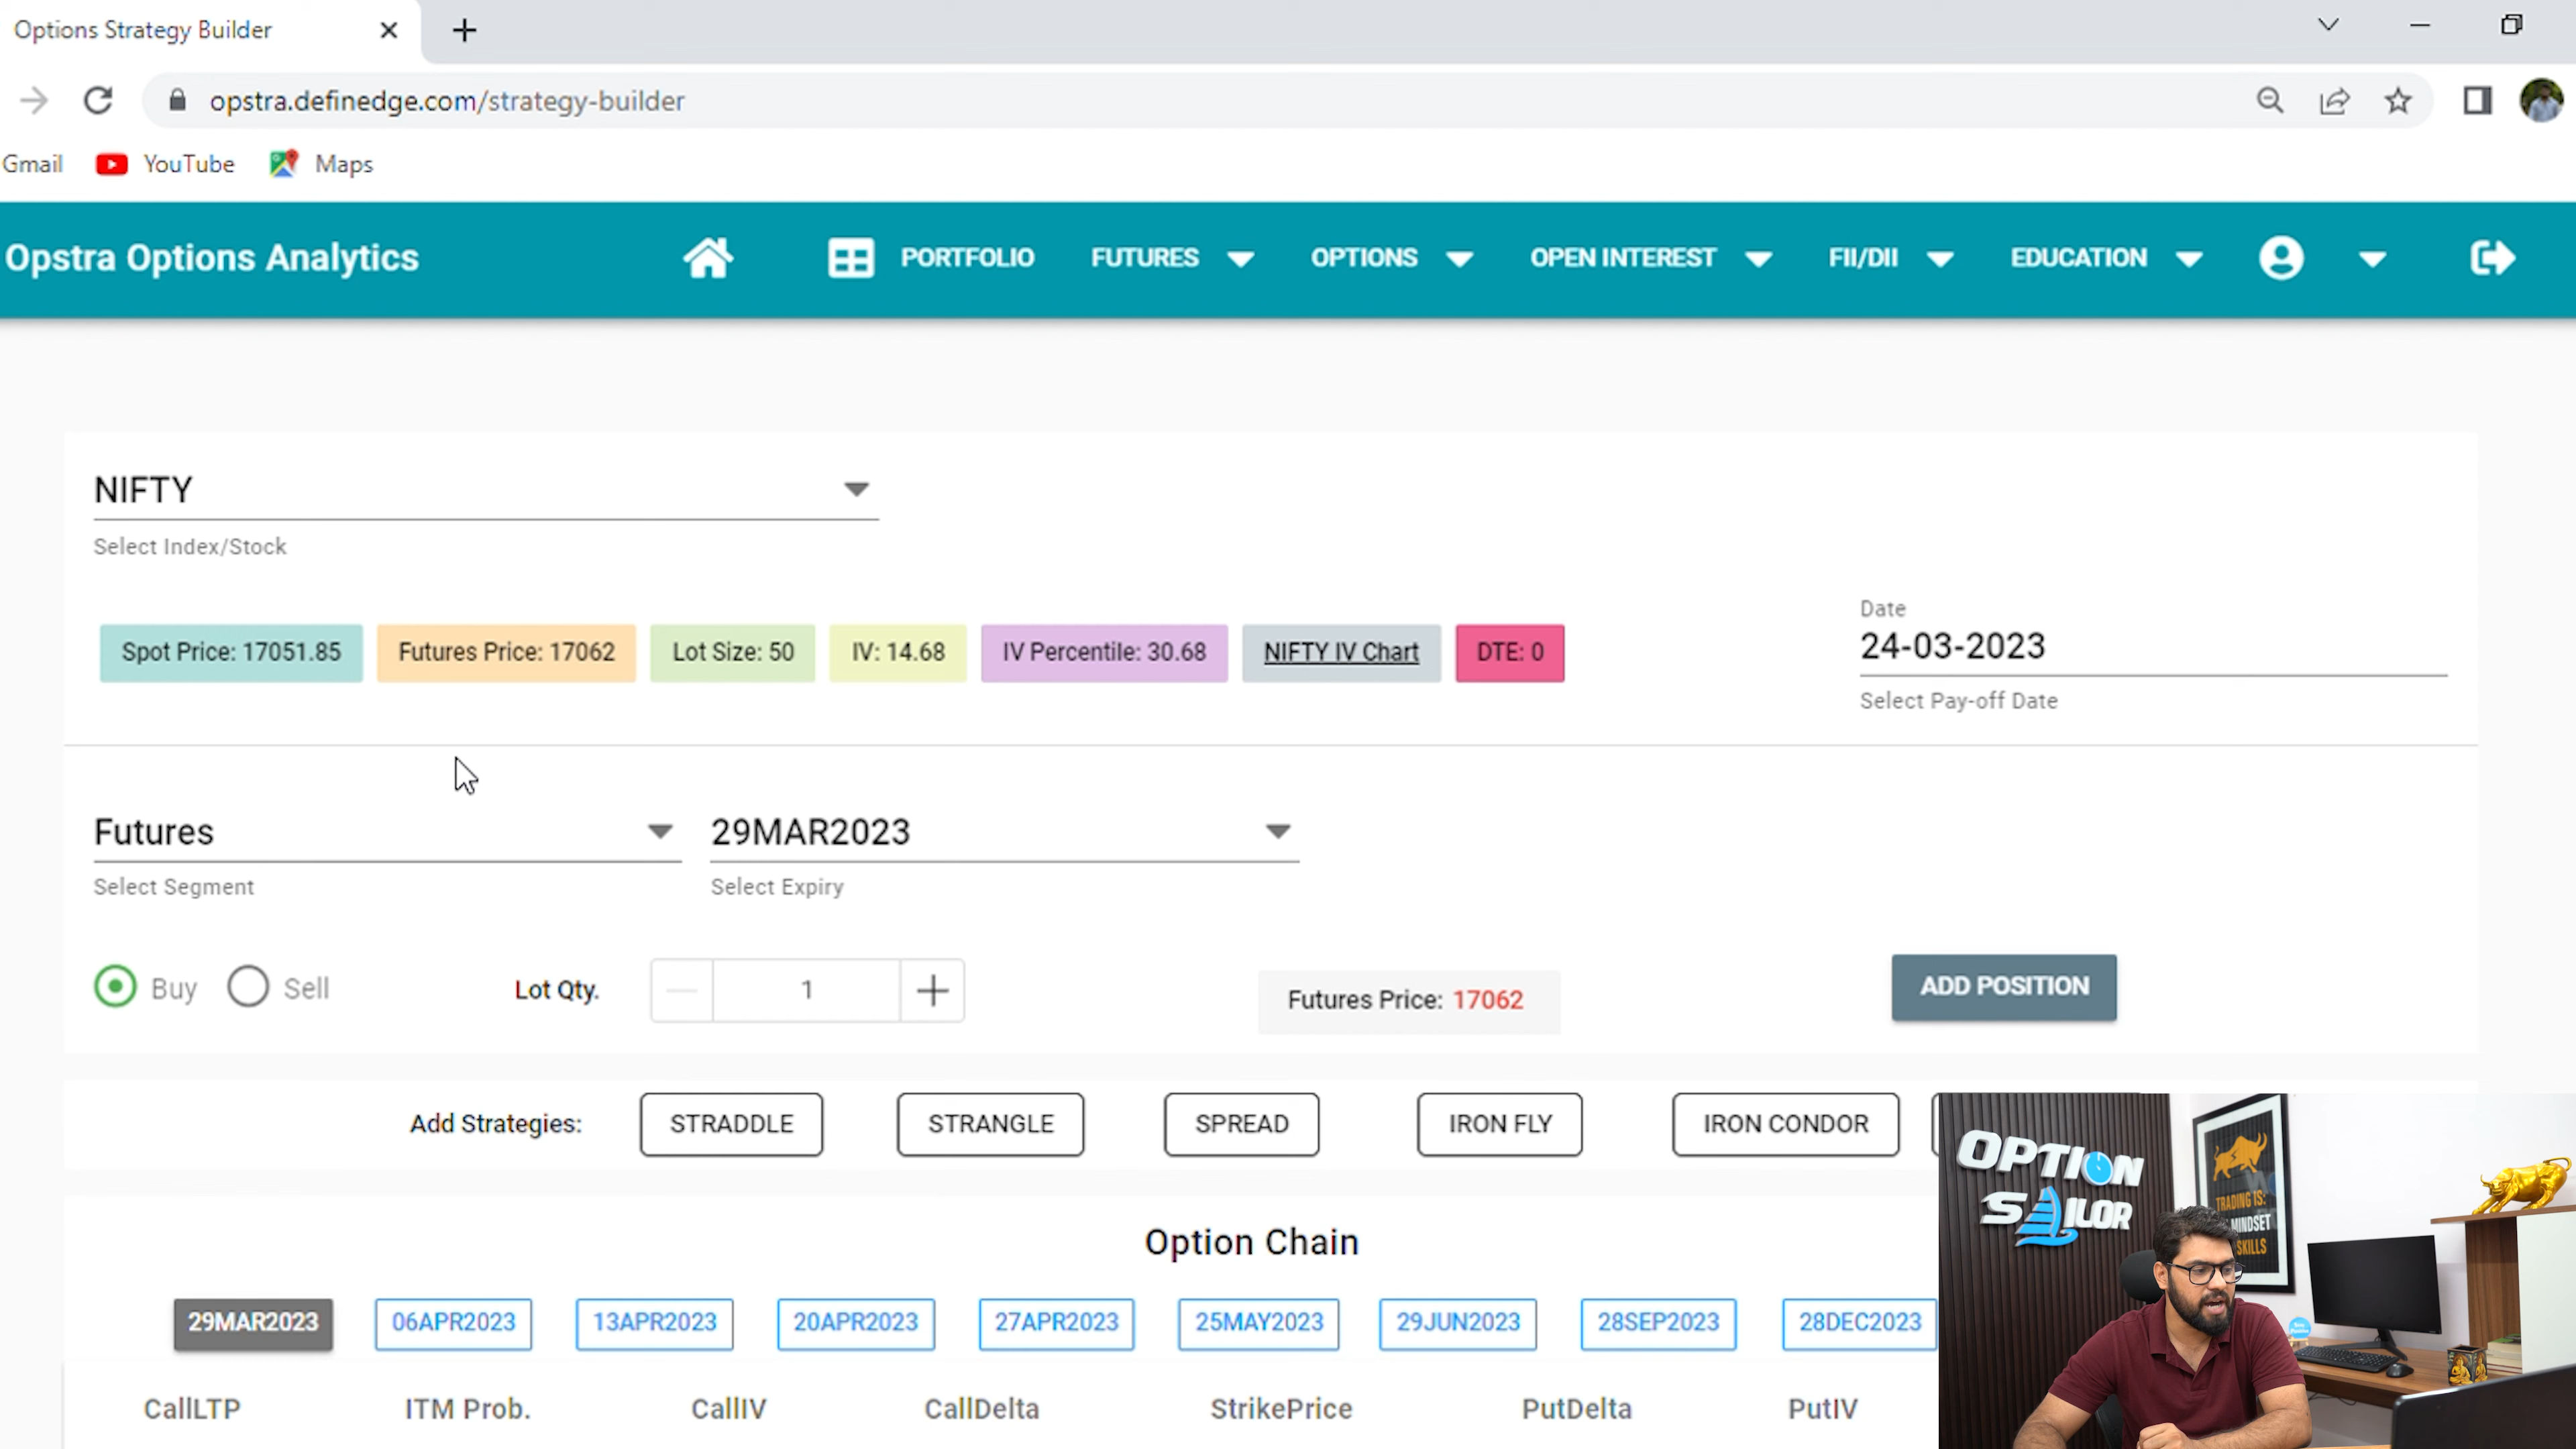 Options Strategy Builder
opstra.definedge.com/strategy-builder
Gmail YouTube Maps
Opstra Options Analytics PORTFOLIO FUTURES OPTIONS OPEN INTEREST FII/DII EDUCATION
NIFTY
Select Index/Stock
Spot Price: 17051.85 Futures Price: 17062 Lot Size: 50 IV: 14.68 IV Percentile: 30.68 NIFTY IV Chart DTE: 0
Date
24-03-2023
Select Pay-off Date
Futures 29MAR2023
Select Segment Select Expiry
Buy Sell Lot Qty. 1 Futures Price: 17062 ADD POSITION
Add Strategies: STRADDLE STRANGLE SPREAD IRON FLY IRON CONDOR
Option Chain
29MAR2023 06APR2023 13APR2023 20APR2023 27APR2023 25MAY2023 29JUN2023 28SEP2023 28DEC2023
CallLTP ITM Prob. CallIV CallDelta StrikePrice PutDelta PutIV
OPTION
SAILOR
TRADING IS:
MINDSET
SKILLS